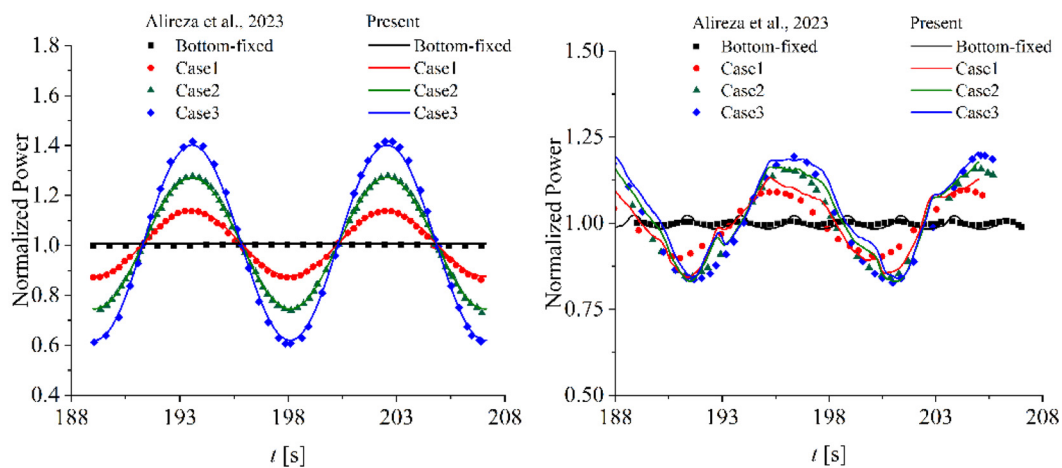 Alireza et al., 2023 Present
Bottom-fixed Bottom-fixed
Case1 Case1
Case2 Case2
Case3 Case3
Normalized Power
1.8
1.6
1.4
1.2
1.0
0.8
0.6
0.4
188 193 198 203 208
t [s]
Alireza et al., 2023 Present
Bottom-fixed Bottom-fixed
Case1 Case1
Case2 Case2
Case3 Case3
Normalized Power
1.50
1.25
1.00
0.75
0.50
188 193 198 203 208
t [s]